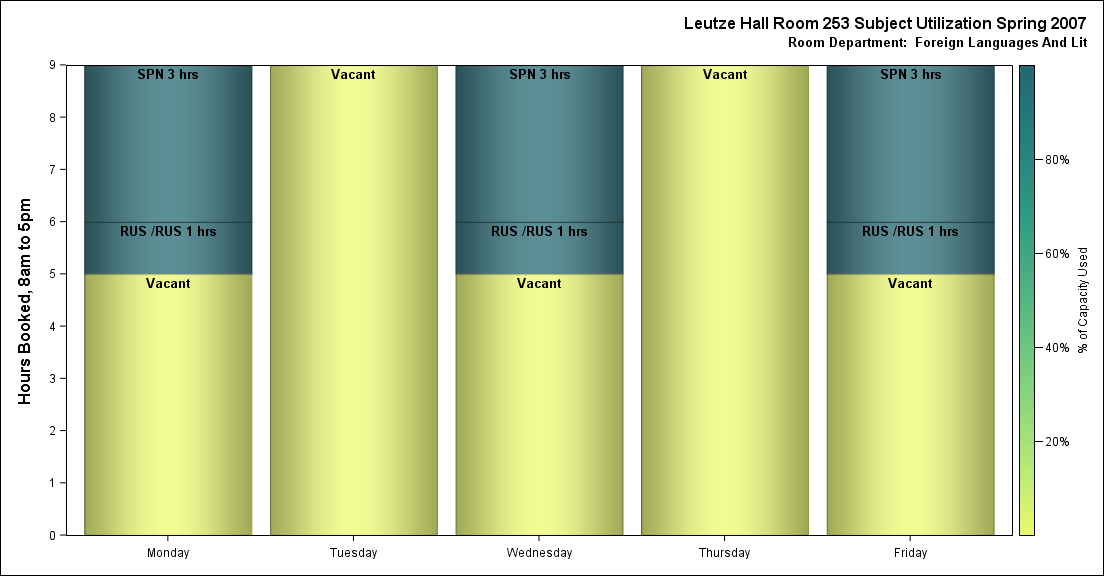 Leutze Hall Room 253 Subject Utilization Spring 2007
Room Department:  Foreign Languages And Lit
Hours Booked, 8am to 5pm
9
8
7
6
5
4
3
2
1
0
SPN 3 hrs
RUS /RUS 1 hrs
Vacant
Vacant
SPN 3 hrs
RUS /RUS 1 hrs
Vacant
Vacant
SPN 3 hrs
RUS /RUS 1 hrs
Vacant
Monday
Tuesday
Wednesday
Thursday
Friday
80%
60%
40%
20%
% of Capacity Used